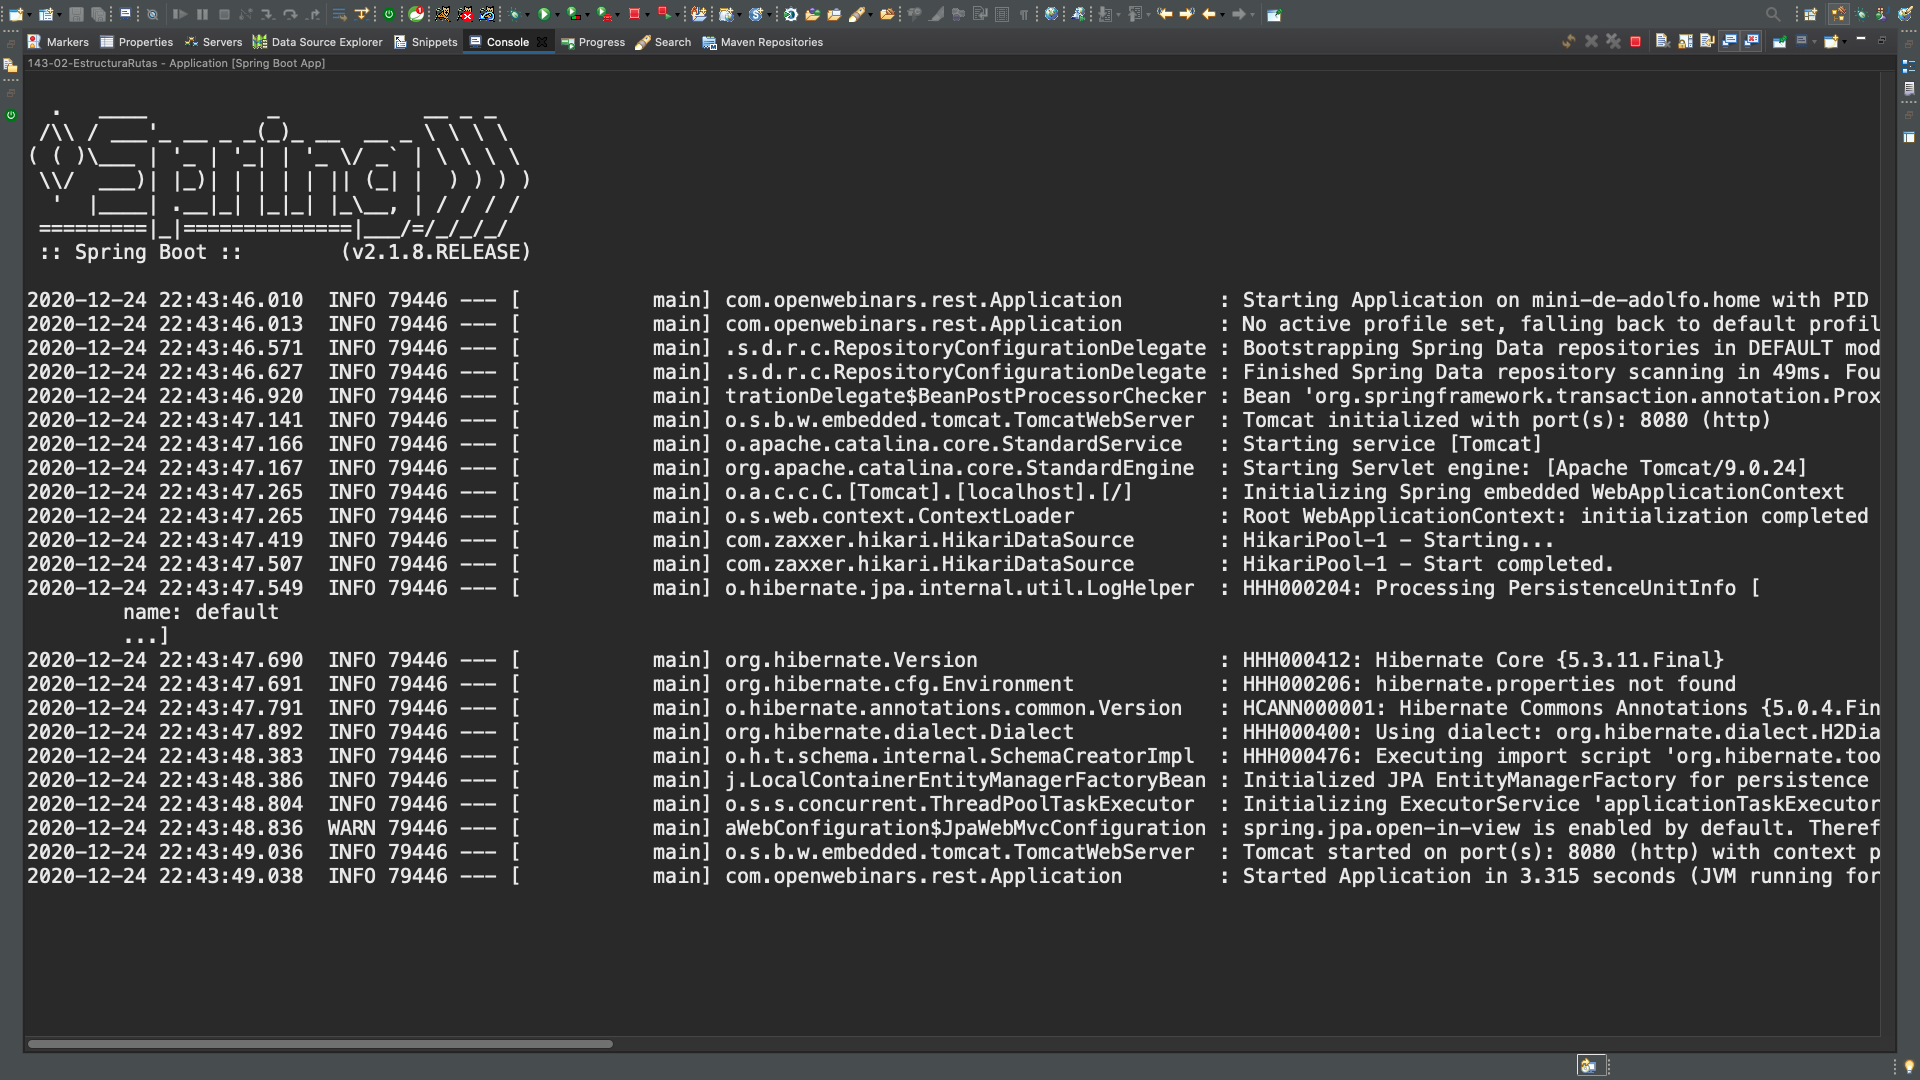 Markers Properties Servers Data Source Explorer Snippets Console Progress Search Maven Repositories
143-02-EstructuraRutas - Application [Spring Boot App]
  .   ____          _            __ _ _
 /\\ / ___'_ __ _ _(_)_ __  __ _ \ \ \ \
( ( )\___ | '_ | '_| | '_ \/ _` | \ \ \ \
 \\/  ___)| |_)| | | | | || (_| |  ) ) ) )
  '  |____| .__|_| |_|_| |_\__, | / / / /
 =========|_|==============|___/=/_/_/_/
 :: Spring Boot ::        (v2.1.8.RELEASE)
2020-12-24 22:43:46.010  INFO 79446 --- [           main] com.openwebinars.rest.Application        : Starting Application on mini-de-adolfo.home with PID
2020-12-24 22:43:46.013  INFO 79446 --- [           main] com.openwebinars.rest.Application        : No active profile set, falling back to default profil
2020-12-24 22:43:46.571  INFO 79446 --- [           main] .s.d.r.c.RepositoryConfigurationDelegate : Bootstrapping Spring Data repositories in DEFAULT mod
2020-12-24 22:43:46.627  INFO 79446 --- [           main] .s.d.r.c.RepositoryConfigurationDelegate : Finished Spring Data repository scanning in 49ms. Fou
2020-12-24 22:43:46.920  INFO 79446 --- [           main] trationDelegate$BeanPostProcessorChecker : Bean 'org.springframework.transaction.annotation.Prox
2020-12-24 22:43:47.141  INFO 79446 --- [           main] o.s.b.w.embedded.tomcat.TomcatWebServer  : Tomcat initialized with port(s): 8080 (http)
2020-12-24 22:43:47.166  INFO 79446 --- [           main] o.apache.catalina.core.StandardService   : Starting service [Tomcat]
2020-12-24 22:43:47.167  INFO 79446 --- [           main] org.apache.catalina.core.StandardEngine  : Starting Servlet engine: [Apache Tomcat/9.0.24]
2020-12-24 22:43:47.265  INFO 79446 --- [           main] o.a.c.c.C.[Tomcat].[localhost].[/]       : Initializing Spring embedded WebApplicationContext
2020-12-24 22:43:47.265  INFO 79446 --- [           main] o.s.web.context.ContextLoader            : Root WebApplicationContext: initialization completed
2020-12-24 22:43:47.419  INFO 79446 --- [           main] com.zaxxer.hikari.HikariDataSource       : HikariPool-1 - Starting...
2020-12-24 22:43:47.507  INFO 79446 --- [           main] com.zaxxer.hikari.HikariDataSource       : HikariPool-1 - Start completed.
2020-12-24 22:43:47.549  INFO 79446 --- [           main] o.hibernate.jpa.internal.util.LogHelper  : HHH000204: Processing PersistenceUnitInfo [
name: default
...]
2020-12-24 22:43:47.690  INFO 79446 --- [           main] org.hibernate.Version                    : HHH000412: Hibernate Core {5.3.11.Final}
2020-12-24 22:43:47.691  INFO 79446 --- [           main] org.hibernate.cfg.Environment            : HHH000206: hibernate.properties not found
2020-12-24 22:43:47.791  INFO 79446 --- [           main] o.hibernate.annotations.common.Version   : HCANN000001: Hibernate Commons Annotations {5.0.4.Fin
2020-12-24 22:43:47.892  INFO 79446 --- [           main] org.hibernate.dialect.Dialect            : HHH000400: Using dialect: org.hibernate.dialect.H2Dia
2020-12-24 22:43:48.383  INFO 79446 --- [           main] o.h.t.schema.internal.SchemaCreatorImpl  : HHH000476: Executing import script 'org.hibernate.too
2020-12-24 22:43:48.386  INFO 79446 --- [           main] j.LocalContainerEntityManagerFactoryBean : Initialized JPA EntityManagerFactory for persistence
2020-12-24 22:43:48.804  INFO 79446 --- [           main] o.s.s.concurrent.ThreadPoolTaskExecutor  : Initializing ExecutorService 'applicationTaskExecutor
2020-12-24 22:43:48.836  WARN 79446 --- [           main] aWebConfiguration$JpaWebMvcConfiguration : spring.jpa.open-in-view is enabled by default. Theref
2020-12-24 22:43:49.036  INFO 79446 --- [           main] o.s.b.w.embedded.tomcat.TomcatWebServer  : Tomcat started on port(s): 8080 (http) with context p
2020-12-24 22:43:49.038  INFO 79446 --- [           main] com.openwebinars.rest.Application        : Started Application in 3.315 seconds (JVM running for